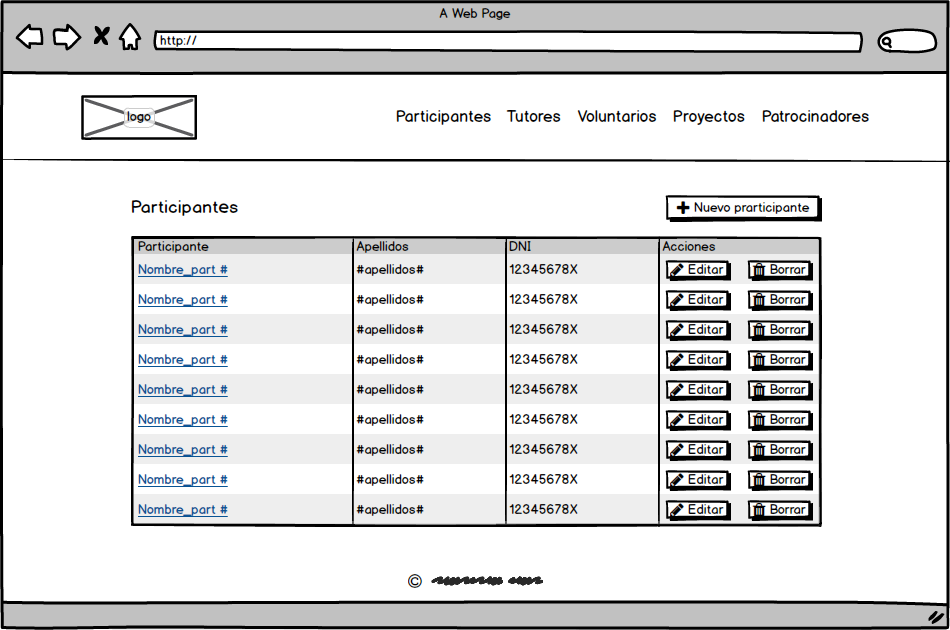 A Web Page
http://
logo
Participantes Tutores Voluntarios Proyectos Patrocinadores
Participantes
Nuevo prarticipante
Participante Apellidos DNI Acciones
Nombre_part # #apellidos# 12345678X Editar Borrar
Nombre_part # #apellidos# 12345678X Editar Borrar
Nombre_part # #apellidos# 12345678X Editar Borrar
Nombre_part # #apellidos# 12345678X Editar Borrar
Nombre_part # #apellidos# 12345678X Editar Borrar
Nombre_part # #apellidos# 12345678X Editar Borrar
Nombre_part # #apellidos# 12345678X Editar Borrar
Nombre_part # #apellidos# 12345678X Editar Borrar
Nombre_part # #apellidos# 12345678X Editar Borrar
©